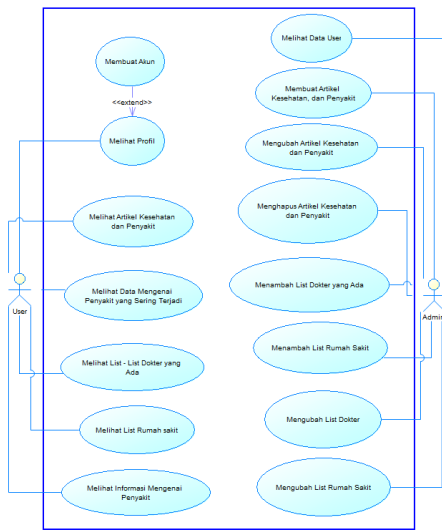 Melihat Data User
Membuat Akun
Membuat Artikel
Kesehatan, dan Penyakit
<<extend>>
Melihat Profil
Mengubah Artikel Kesehatan
dan Penyakit
Melihat Artikel Kesehatan
dan Penyakit
Menghapus Artikel Kesehatan
dan Penyakit
Melihat Data Mengenai
Penyakit yang Sering Terjadi
Menambah List Dokter yang Ada
User
Admin
Menambah List Rumah Sakit
Melihat List - List Dokter yang
Ada
Melihat List Rumah sakit
Mengubah List Dokter
Melihat Informasi Mengenai
Penyakit
Mengubah List Rumah Sakit